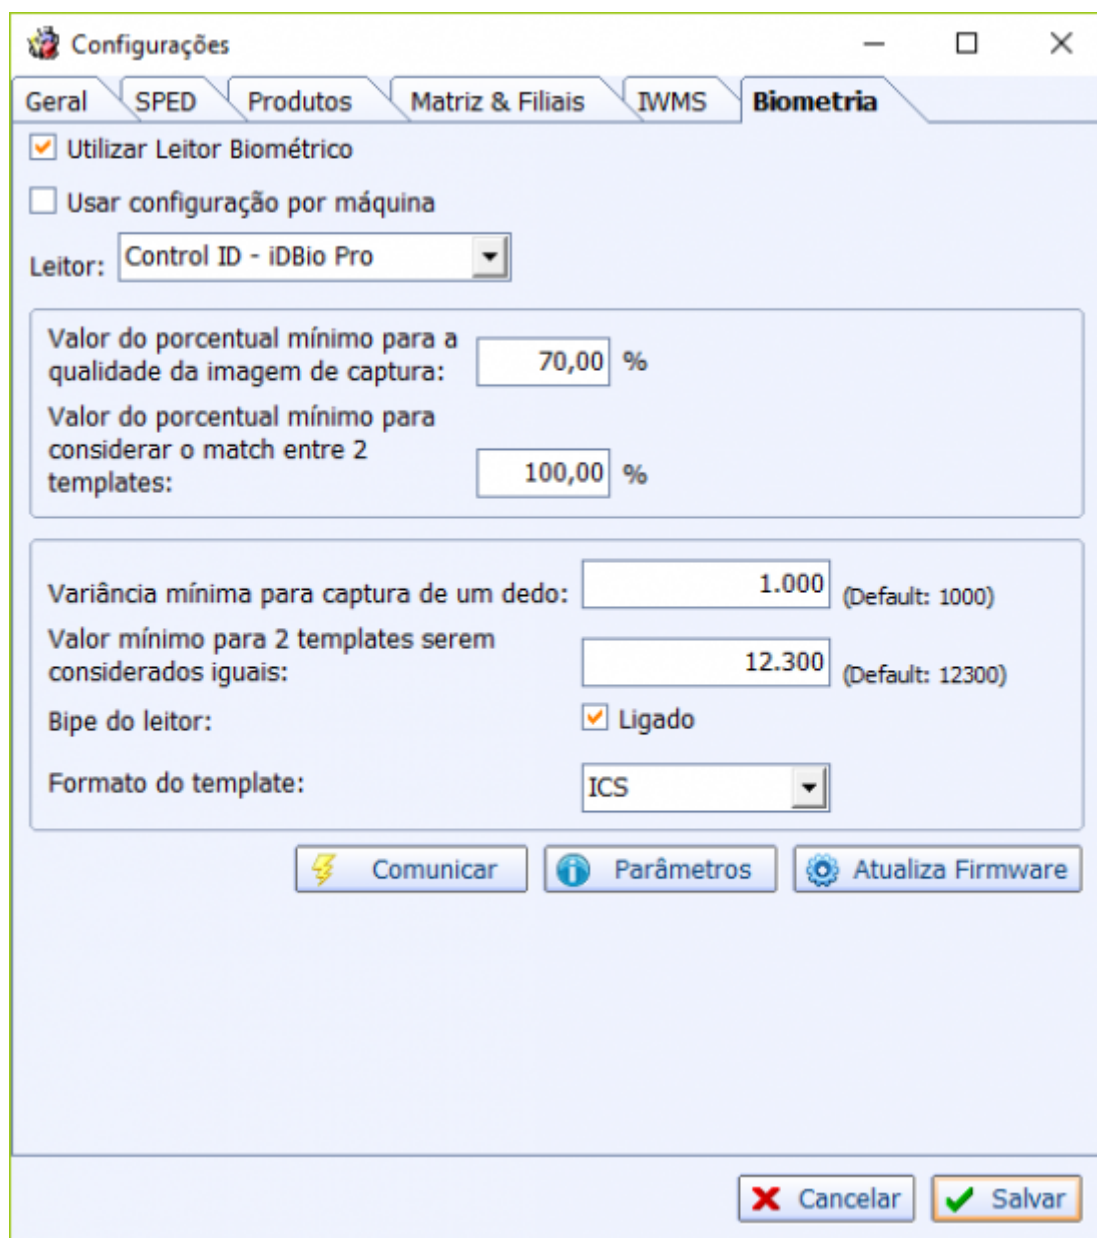 Configurações
Geral SPED Produtos Matriz & Filiais IWMS Biometria
Utilizar Leitor Biométrico
Usar configuração por máquina
Leitor: Control ID - iDBio Pro
Valor do porcentual mínimo para a
qualidade da imagem de captura: 70,00 %
Valor do porcentual mínimo para
considerar o match entre 2
templates: 100,00 %
Variância mínima para captura de um dedo: 1.000 (Default: 1000)
Valor mínimo para 2 templates serem
considerados iguais: 12.300 (Default: 12300)
Bipe do leitor: Ligado
Formato do template: ICS
Comunicar Parâmetros Atualiza Firmware
Cancelar Salvar